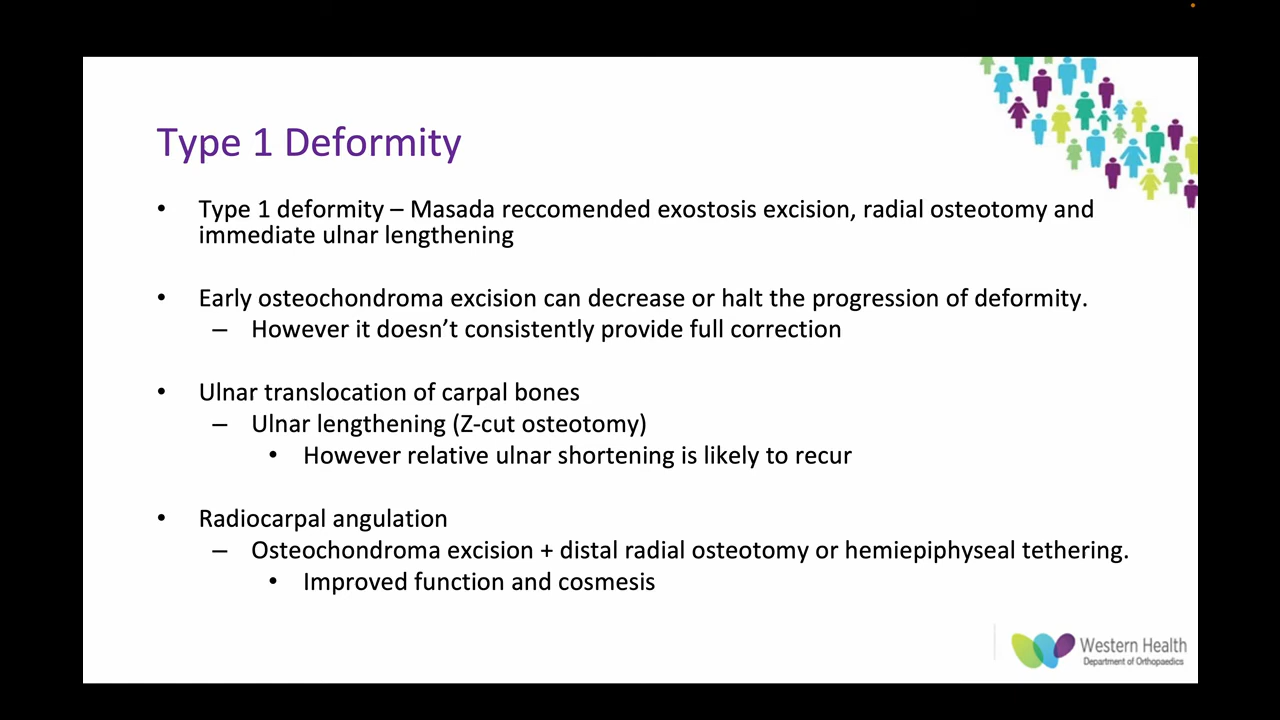 Type 1 Deformity
• Type 1 deformity – Masada reccomended exostosis excision, radial osteotomy and
immediate ulnar lengthening
• Early osteochondroma excision can decrease or halt the progression of deformity.
– However it doesn’t consistently provide full correction
• Ulnar translocation of carpal bones
– Ulnar lengthening (Z-cut osteotomy)
• However relative ulnar shortening is likely to recur
• Radiocarpal angulation
– Osteochondroma excision + distal radial osteotomy or hemiepiphyseal tethering.
• Improved function and cosmesis
Western Health
Department of Orthopaedics